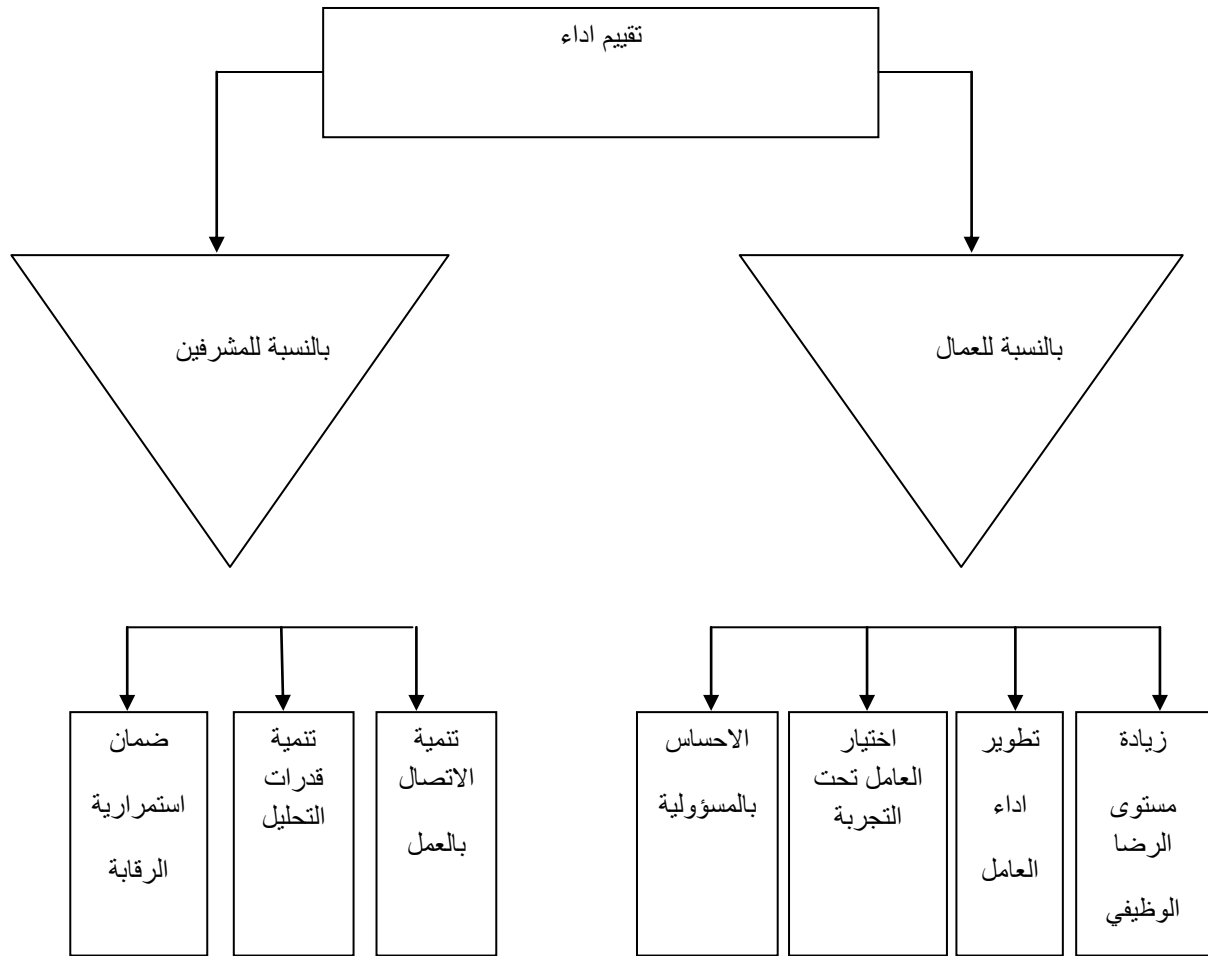 تقييم اداء
بالنسبة للعمال
بالنسبة للمشرفين
زيادة
مستوى
الرضا
الوظيفي
تطوير
اداء
العامل
اختيار
العامل تحت
التجربة
الاحساس
بالمسؤولية
تنمية
الاتصال
بالعمل
تنمية
قدرات
التحليل
ضمان
استمرارية
الرقابة